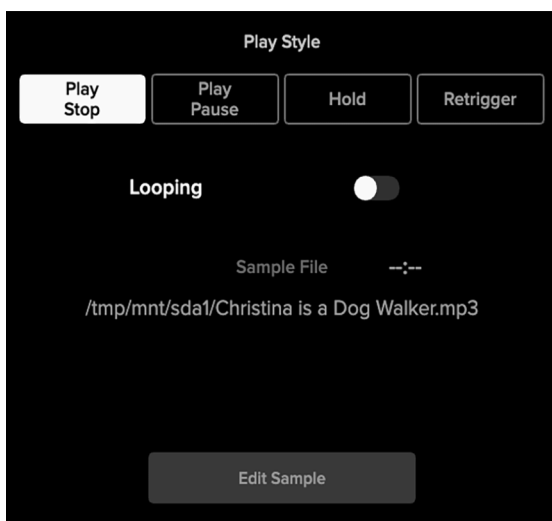 Play Style
Play Stop
Play Pause
Hold
Retrigger
Looping
Sample File --:--
/tmp/mnt/sda1/Christina is a Dog Walker.mp3
Edit Sample